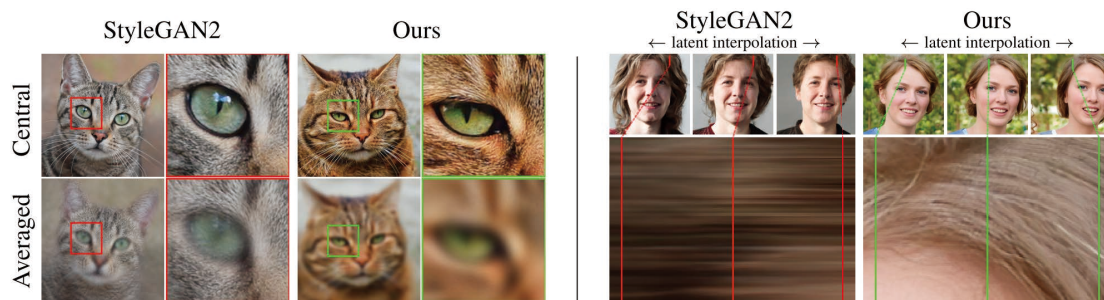 StyleGAN2
Ours
Central
Averaged
StyleGAN2
← latent interpolation →
Ours
← latent interpolation →